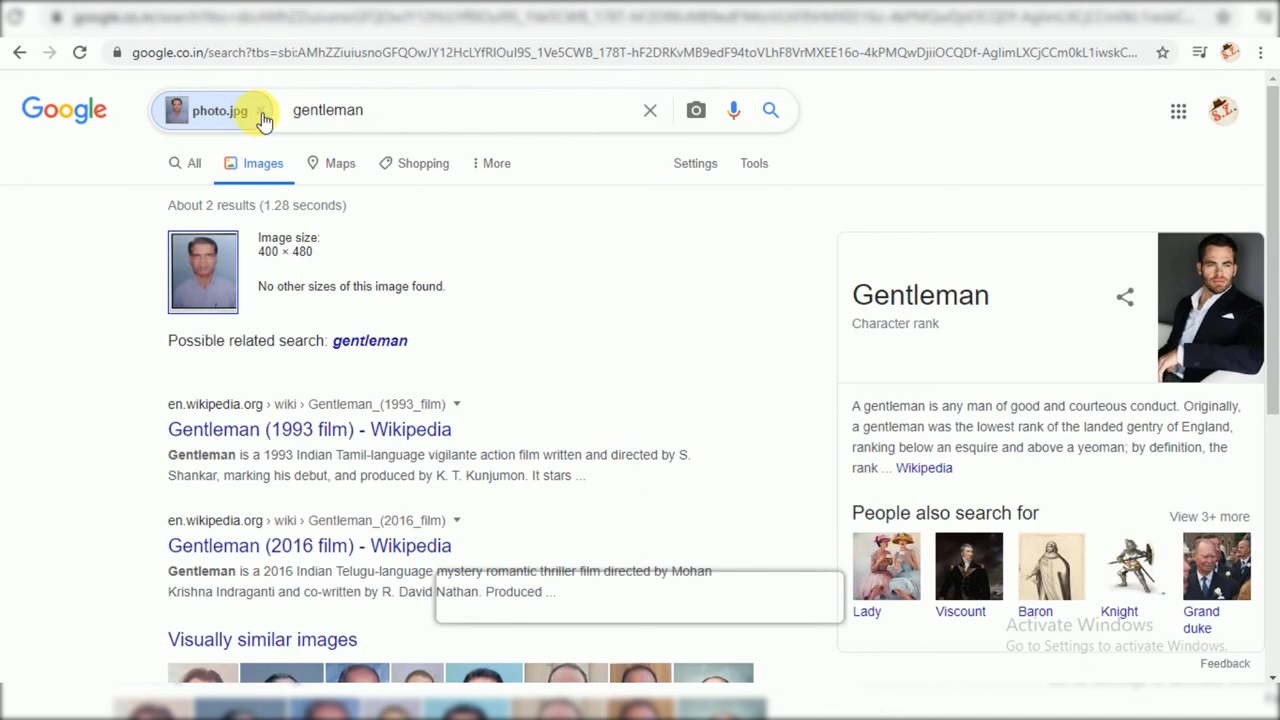 google.co.in/search?tbs=sbi:AMhZZiuiusnoGFQOwJY12HcLYfRIOuI9S_1Ve5CWB_178T-hF2DRKvMB9edF94toVLhF8VrMXEE16o-4kPMQwDjiiOCQDf-AglimLXCjCCm0kL1iwskC...
Google
photo.jpg
gentleman
All Images Maps Shopping More Settings Tools
About 2 results (1.28 seconds)
Image size:
400 × 480
No other sizes of this image found.
Possible related search: gentleman
en.wikipedia.org › wiki › Gentleman_(1993_film)
Gentleman (1993 film) - Wikipedia
Gentleman is a 1993 Indian Tamil-language vigilante action film written and directed by S.
Shankar, marking his debut, and produced by K. T. Kunjumon. It stars ...
en.wikipedia.org › wiki › Gentleman_(2016_film)
Gentleman (2016 film) - Wikipedia
Gentleman is a 2016 Indian Telugu-language mystery romantic thriller film directed by Mohan
Krishna Indraganti and co-written by R. David Nathan. Produced ...
Visually similar images
Gentleman
Character rank
A gentleman is any man of good and courteous conduct. Originally,
a gentleman was the lowest rank of the landed gentry of England,
ranking below an esquire and above a yeoman; by definition, the
rank ... Wikipedia
People also search for
View 3+ more
Lady Viscount Baron Knight Grand
duke
Activate Windows
Go to Settings to activate Windows.
Feedback
S.L.